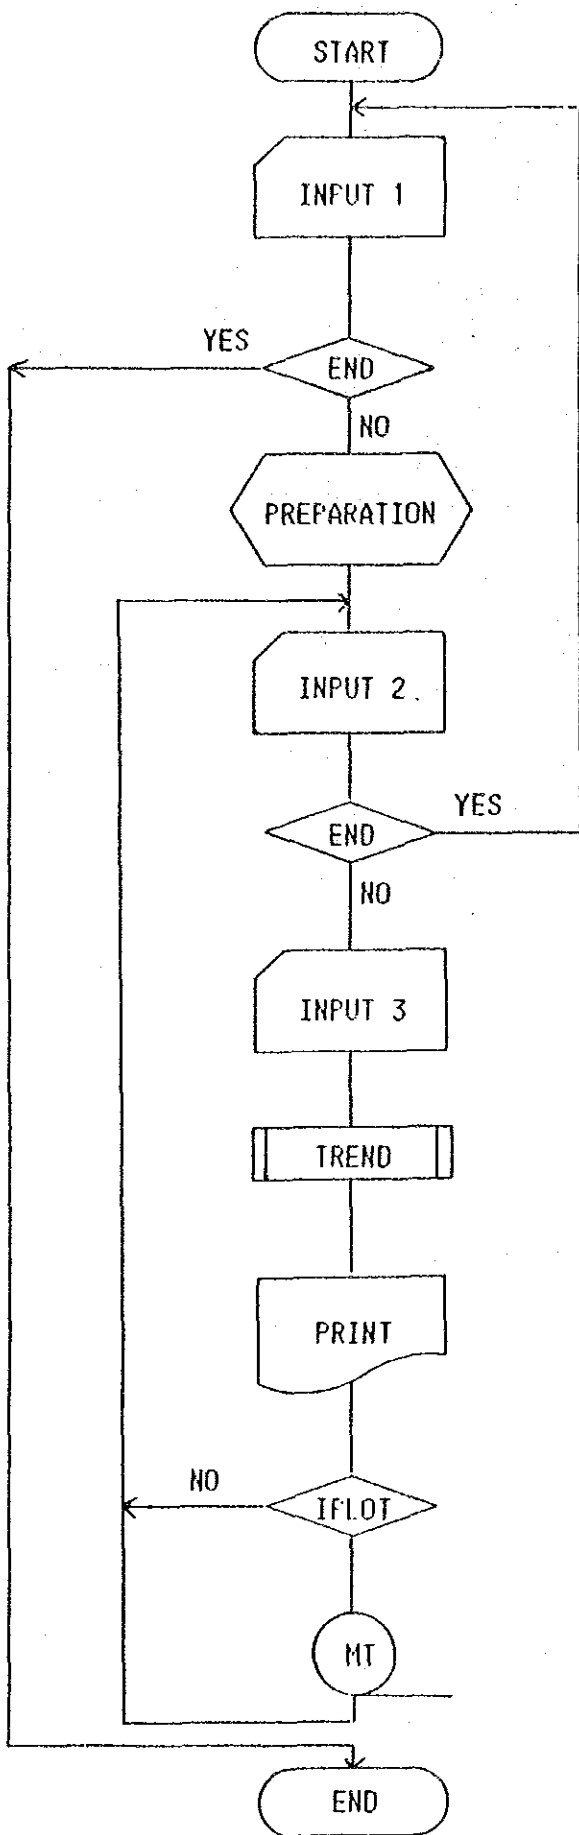 START
INPUT 1
YES
END
NO
PREPARATION
INPUT 2
YES
END
NO
INPUT 3
TREND
PRINT
NO
IPLOT
MT
END